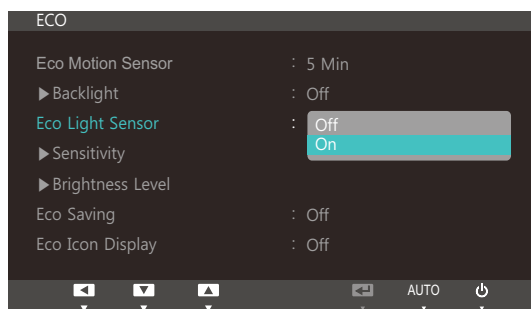 ECO
Eco Motion Sensor : 5 Min
▶Backlight : Off
Eco Light Sensor : Off
On
▶Sensitivity
▶Brightness Level
Eco Saving : Off
Eco Icon Display : Off
AUTO